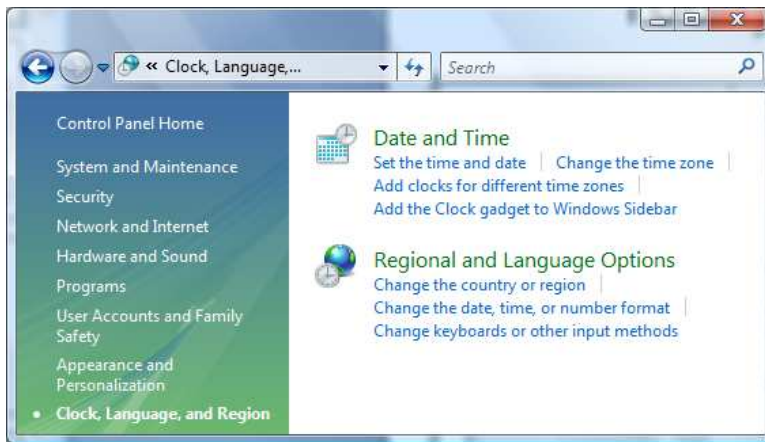 « Clock, Language,...
Search
Control Panel Home
System and Maintenance
Security
Network and Internet
Hardware and Sound
Programs
User Accounts and Family
Safety
Appearance and
Personalization
• Clock, Language, and Region
Date and Time
Set the time and date | Change the time zone |
Add clocks for different time zones |
Add the Clock gadget to Windows Sidebar
Regional and Language Options
Change the country or region |
Change the date, time, or number format |
Change keyboards or other input methods